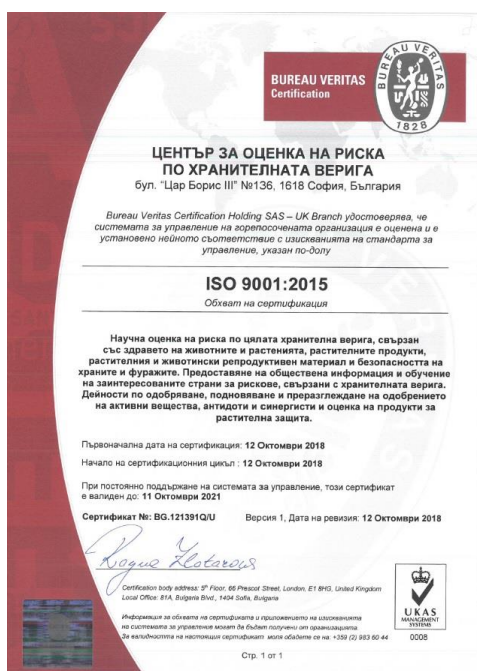 BUREAU VERITAS
Certification
BUREAU VERITAS
1828
ЦЕНТЪР ЗА ОЦЕНКА НА РИСКА
ПО ХРАНИТЕЛНАТА ВЕРИГА
бул. "Цар Борис III" №136, 1618 София, България
Bureau Veritas Certification Holding SAS – UK Branch удостоверява, че
системата за управление на горепосочената организация е оценена и е
установено нейното съответствие с изискванията на стандарта за
управление, указан по-долу
ISO 9001:2015
Обхват на сертификация
Научна оценка на риска по цялата хранителна верига, свързан
със здравето на животните и растенията, растителните продукти,
растителния и животински репродуктивен материал и безопасността на
храните и фуражите. Предоставяне на обществена информация и обучение
на заинтересованите страни за рискове, свързани с хранителната верига.
Дейности по одобряване, подновяване и преразглеждане на одобрението
на активни вещества, антидоти и синергисти и оценка на продукти за
растителна защита.
Първоначална дата на сертификация: 12 Октомври 2018
Начало на сертификационния цикъл : 12 Октомври 2018
При постоянно поддържане на системата за управление, този сертификат
е валиден до: 11 Октомври 2021
Сертификат №: BG.121391Q/U Версия 1, Дата на ревизия: 12 Октомври 2018
Certification body address: 5th Floor, 66 Prescot Street, London, E1 8HG, United Kingdom
Local Office: 81A, Bulgaria Blvd., 1404 Sofia, Bulgaria
Информация за обхвата на сертификата и приложението на изискванията
на системата за управление могат да бъдат получени от организацията.
За валидността на настоящия сертификат моля обадете се на: +359 (2) 983 60 44
UKAS
MANAGEMENT
SYSTEMS
0008
Стр. 1 от 1